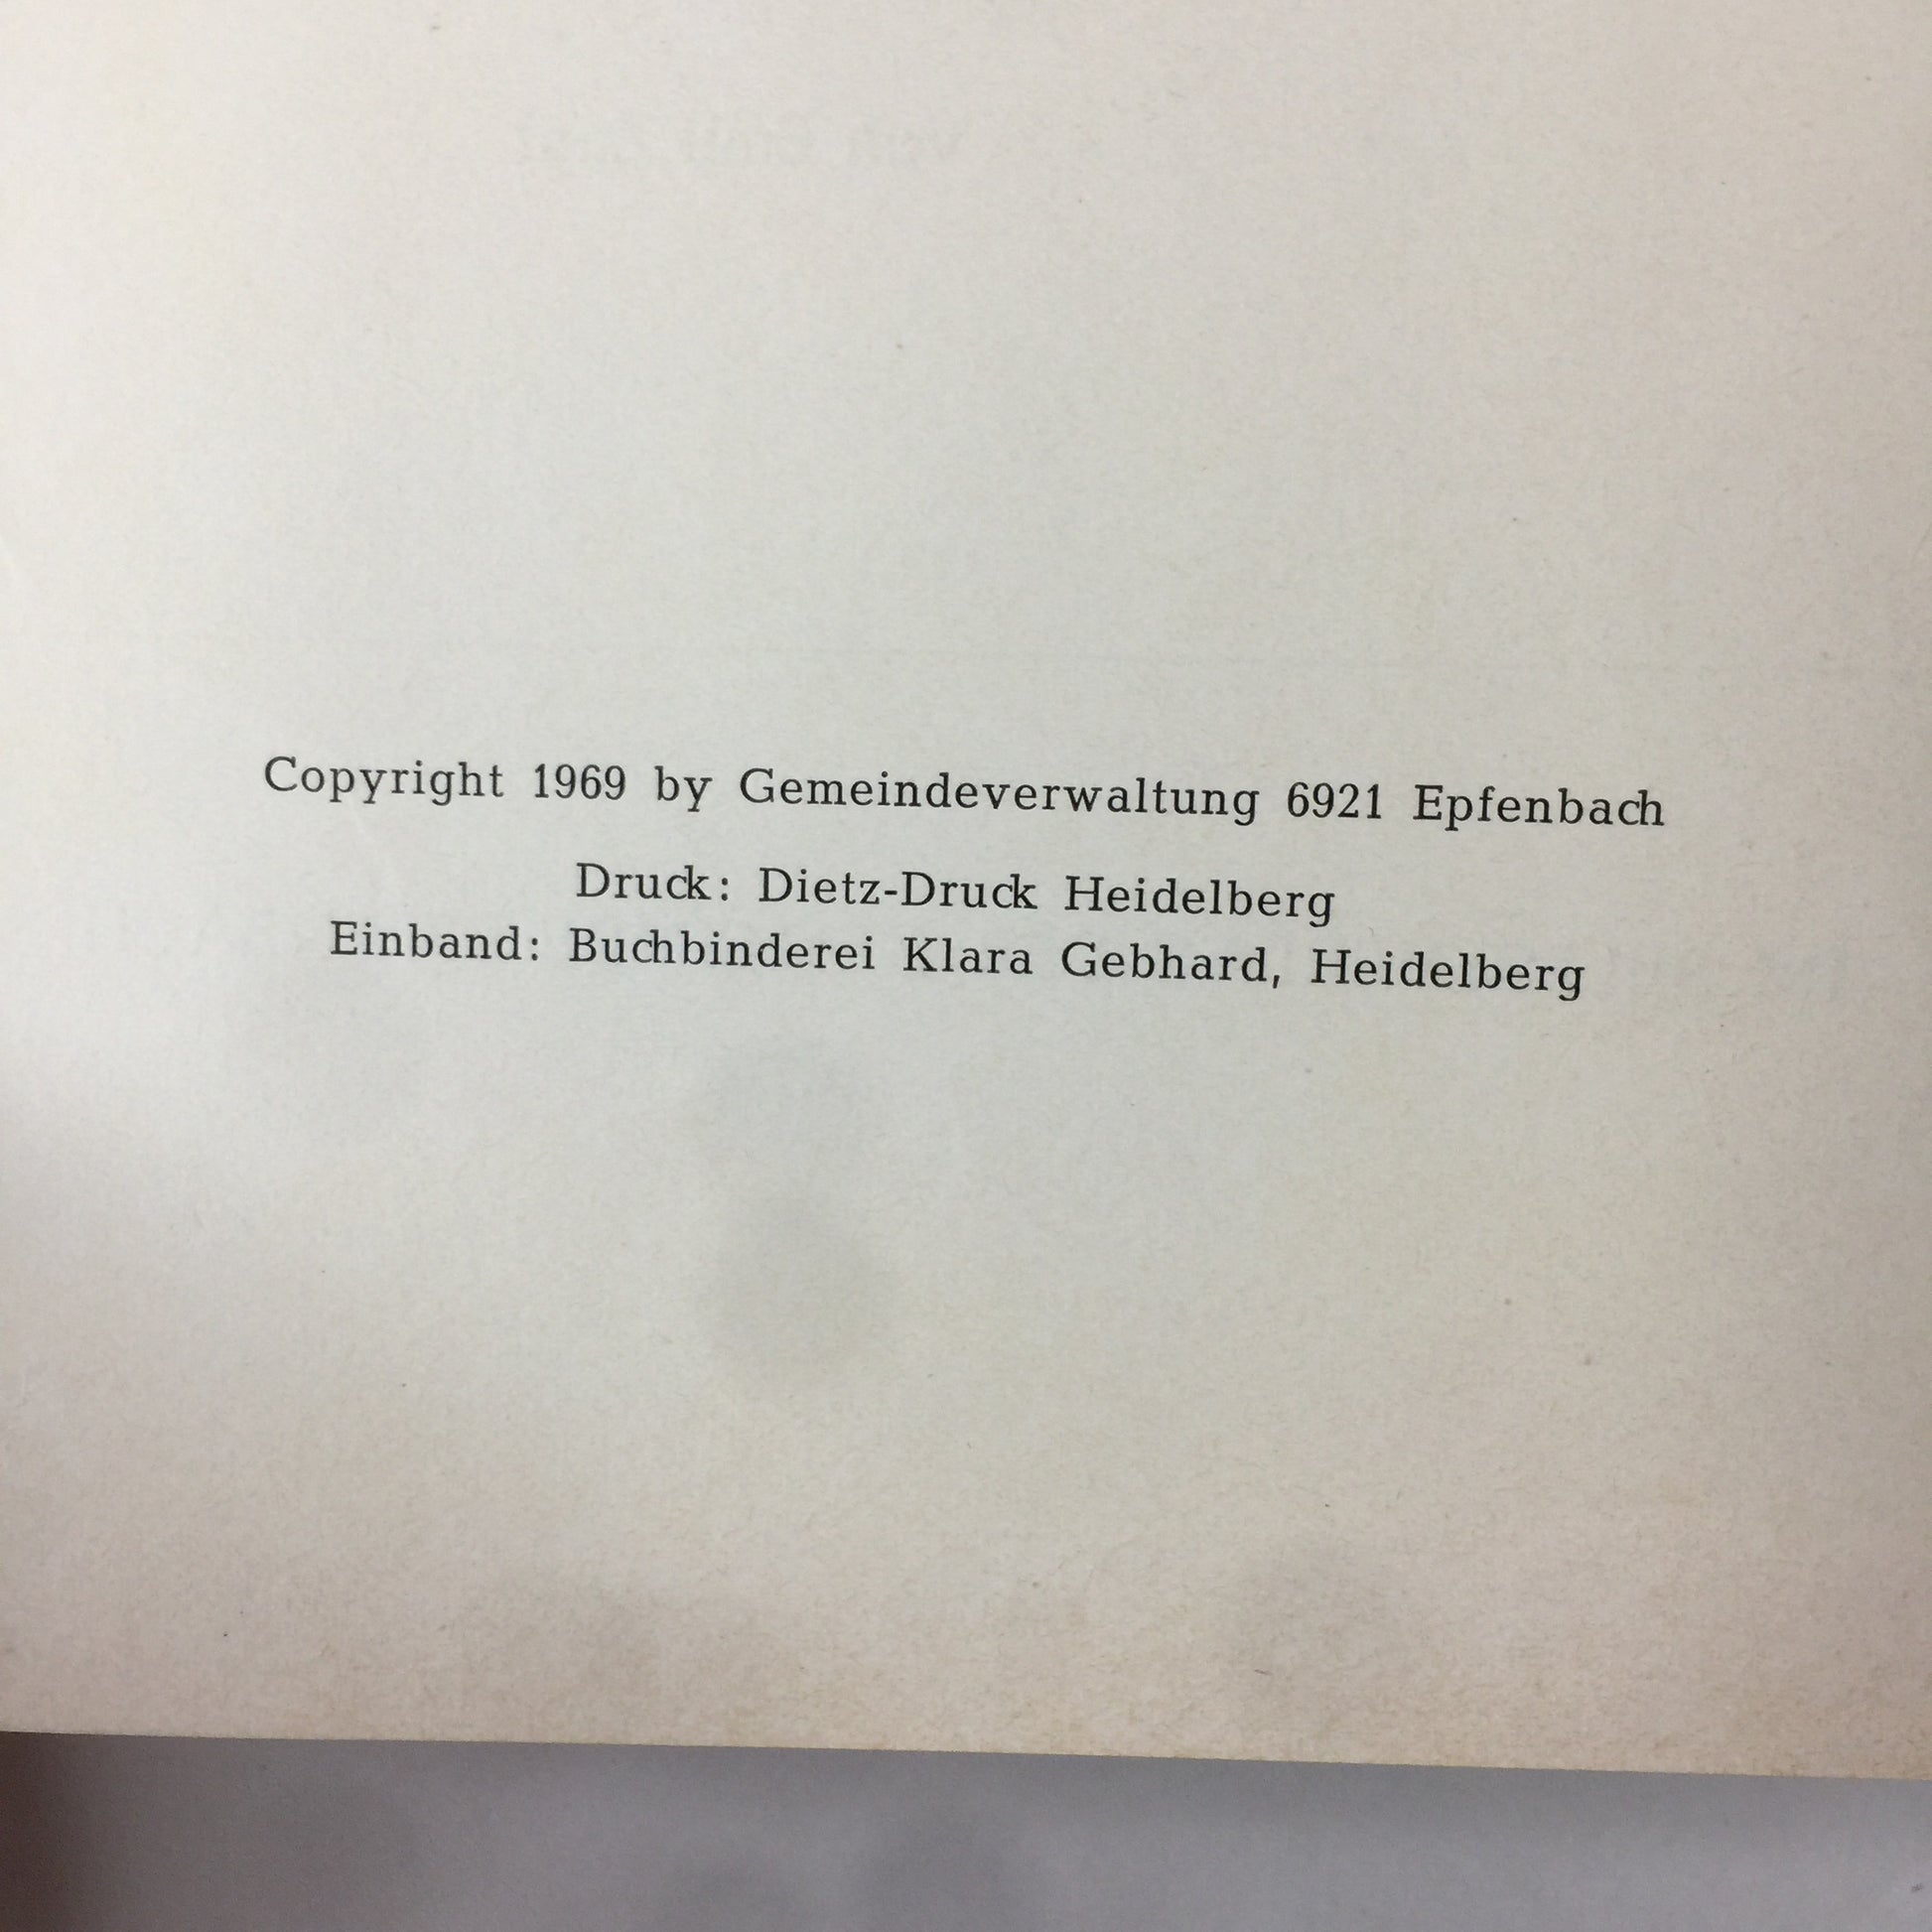 Copyright 1969 by Gemeindeverwaltung 6921 Epfenbach
Druck: Dietz-Druck Heidelberg
Einband: Buchbinderei Klara Gebhard, Heidelberg